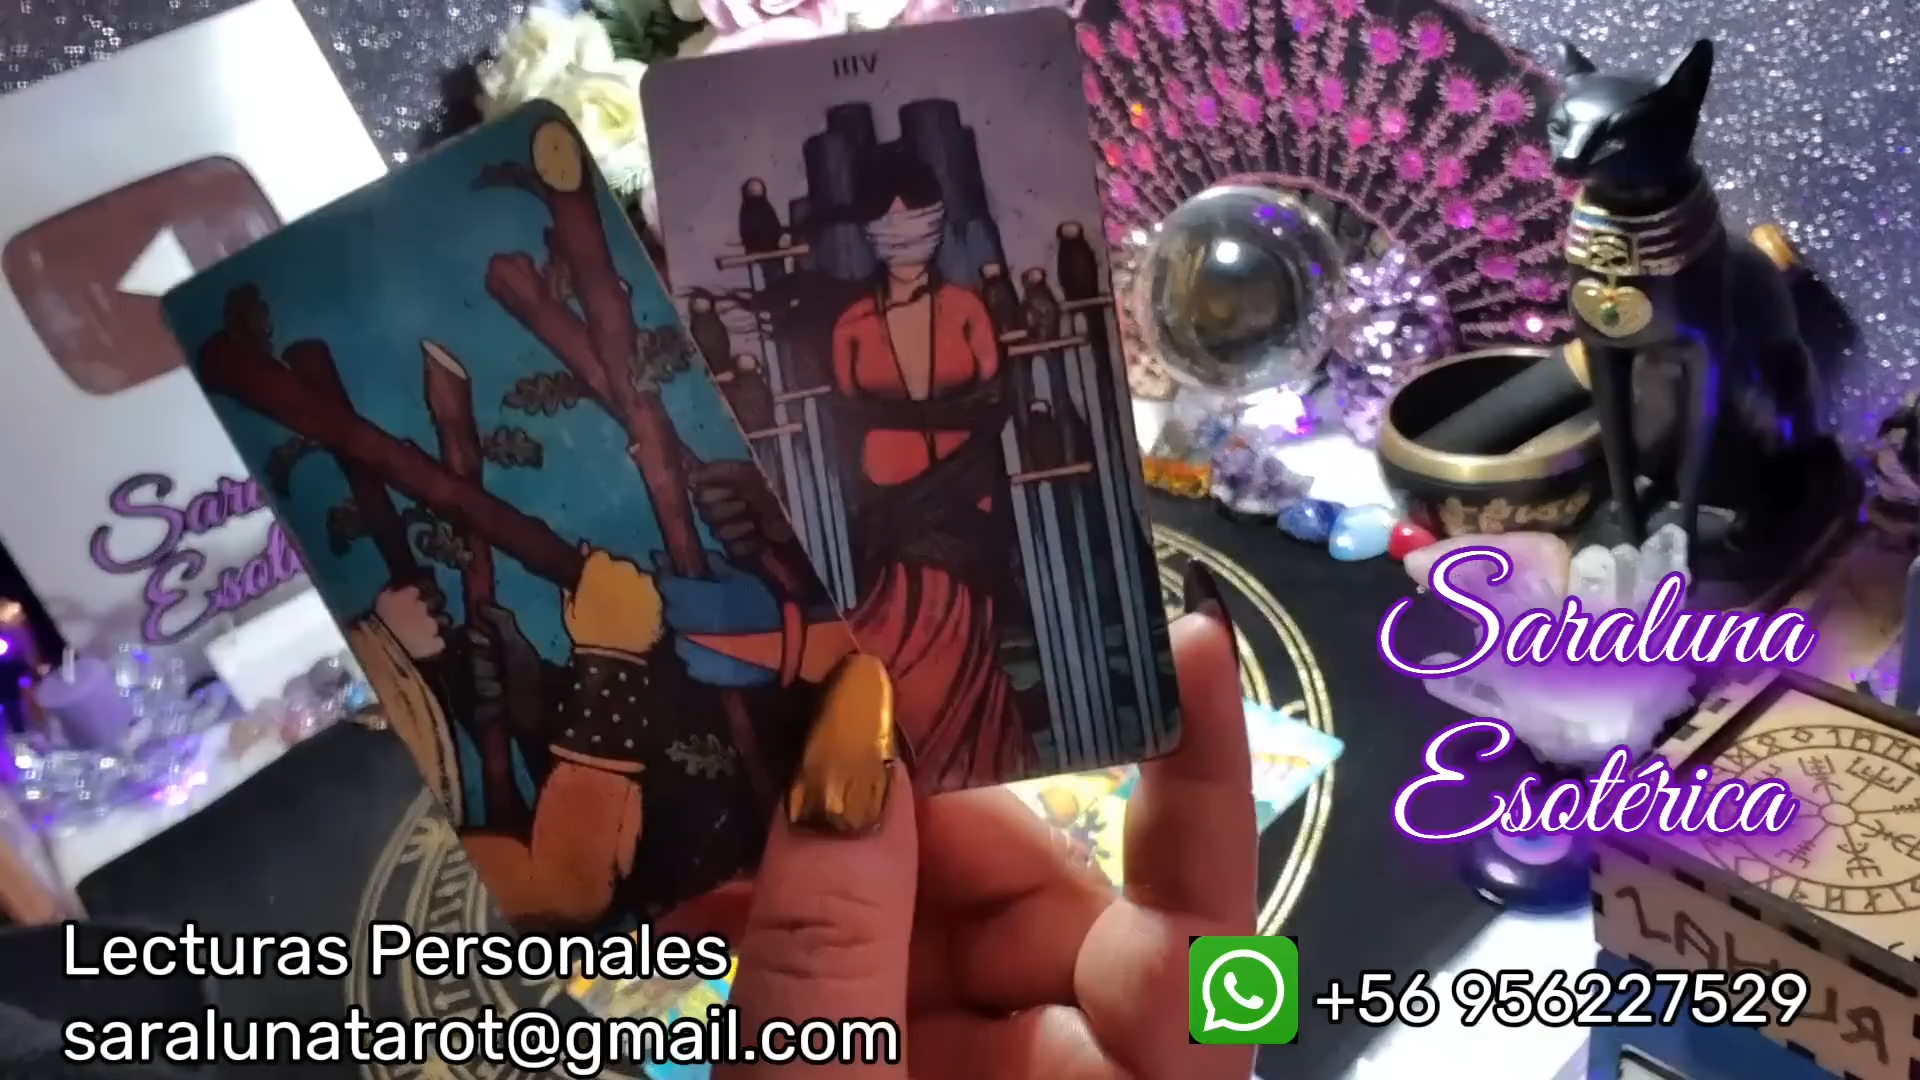 IIIV
Saraluna
Esotérica
Lecturas Personales
saralunatarot@gmail.com
+56 956227529